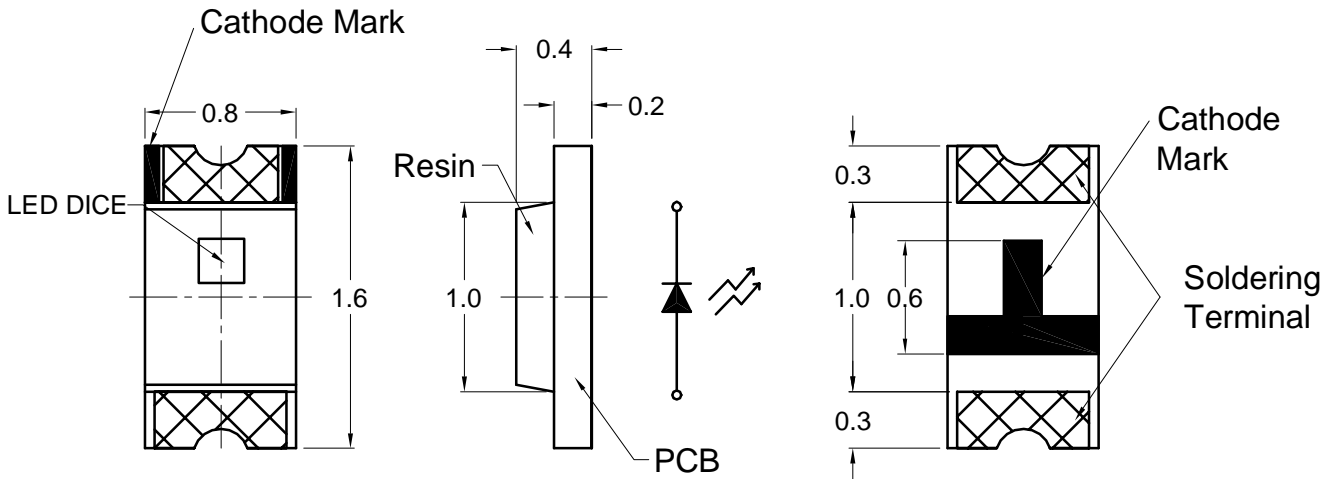 Cathode Mark
0.8
LED DICE
1.6
0.4
0.2
Resin
1.0
PCB
Cathode
Mark
0.3
1.0
0.6
0.3
Soldering
Terminal